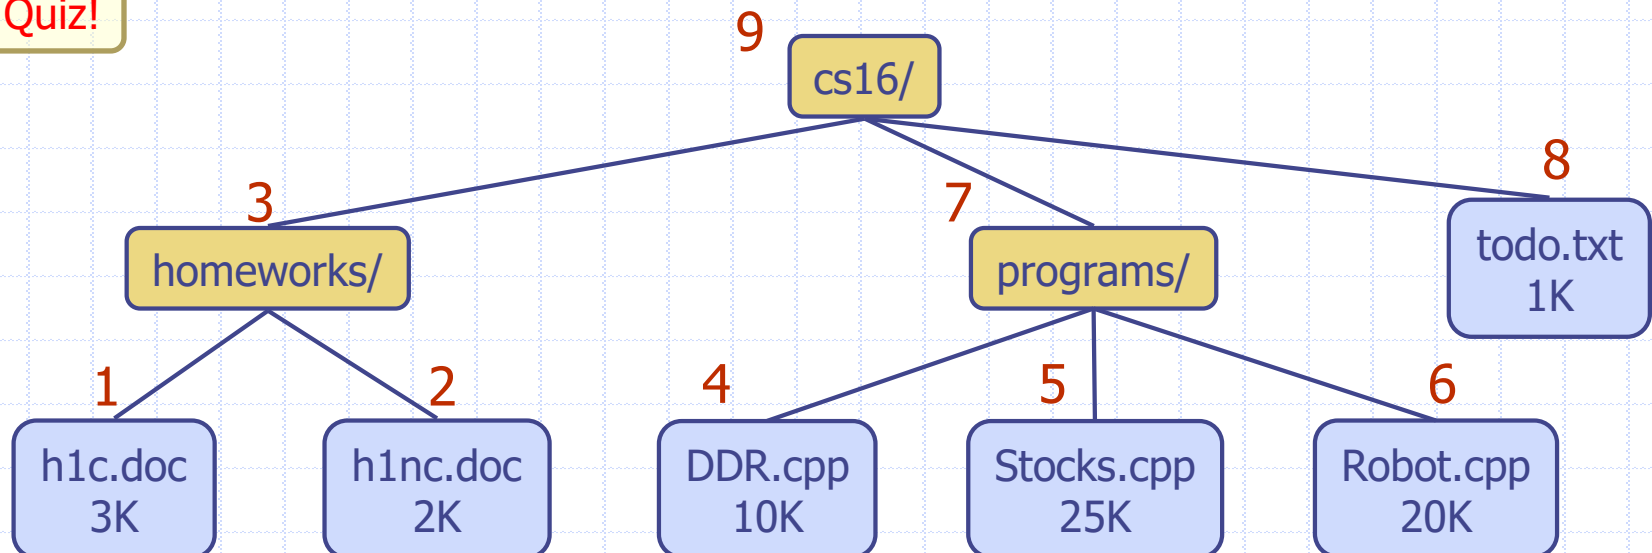 Quiz!
9
cs16/
3
7
8
homeworks/
programs/
todo.txt
1K
1
2
4
5
6
h1c.doc
3K
h1nc.doc
2K
DDR.cpp
10K
Stocks.cpp
25K
Robot.cpp
20K